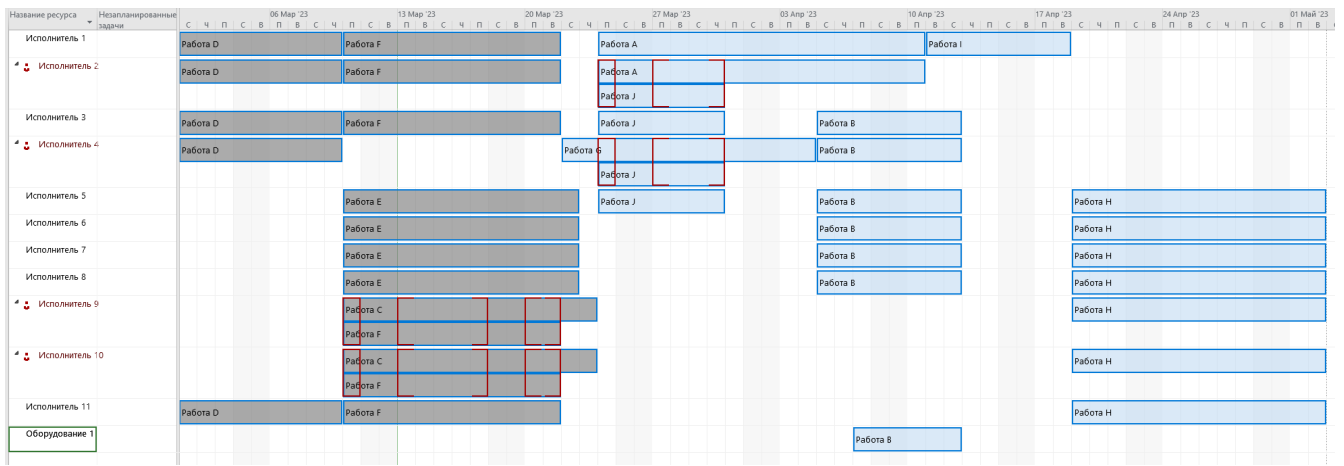 Название ресурса Незапланированные задачи 06 Мар '23 13 Мар '23 20 Мар '23 27 Мар '23 03 Апр '23 10 Апр '23 17 Апр '23 24 Апр '23 01 Май '23
С Ч П С В П В С Ч П С В П В С Ч П С В П В С Ч П С В П В С Ч П С В П В С Ч П С В П В С Ч П С В П В С Ч П С В П В С Ч П С В П В
Исполнитель 1 Работа D Работа F Работа A Работа I
Исполнитель 2 Работа D Работа F Работа A
Работа J
Исполнитель 3 Работа D Работа F Работа J Работа B
Исполнитель 4 Работа D Работа G Работа B
Работа J
Исполнитель 5 Работа E Работа J Работа B Работа H
Исполнитель 6 Работа E Работа B Работа H
Исполнитель 7 Работа E Работа B Работа H
Исполнитель 8 Работа E Работа B Работа H
Исполнитель 9 Работа C Работа H
Работа F
Исполнитель 10 Работа C Работа H
Работа F
Исполнитель 11 Работа D Работа F Работа H
Оборудование 1 Работа B